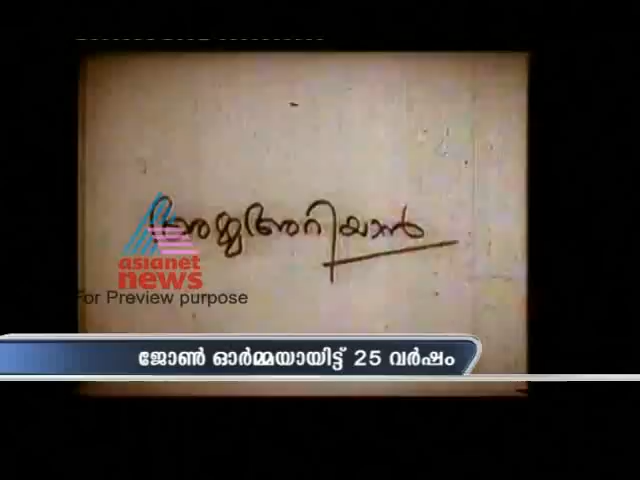 അമ്മ അറിയാൻ
asianet
news
For Preview purpose
ജോൺ ഓർമ്മയായിട്ട് 25 വർഷം